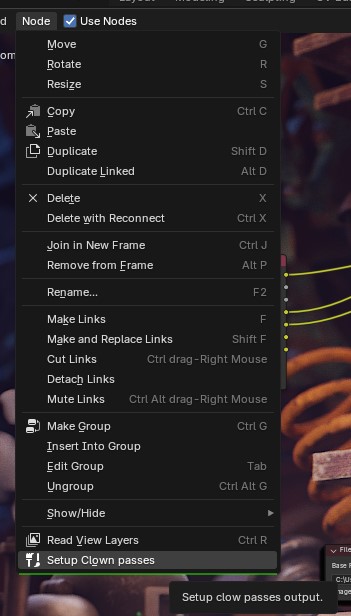 Node Use Nodes
Move G
Rotate R
Resize S
Copy Ctrl C
Paste
Duplicate Shift D
Duplicate Linked Alt D
Delete X
Delete with Reconnect Ctrl X
Join in New Frame Ctrl J
Remove from Frame Alt P
Rename... F2
Make Links F
Make and Replace Links Shift F
Cut Links Ctrl drag-Right Mouse
Detach Links
Mute Links Ctrl Alt drag-Right Mouse
Make Group Ctrl G
Insert Into Group
Edit Group Tab
Ungroup Ctrl Alt G
Show/Hide
Read View Layers Ctrl R
Setup Clown passes
Setup clow passes output.